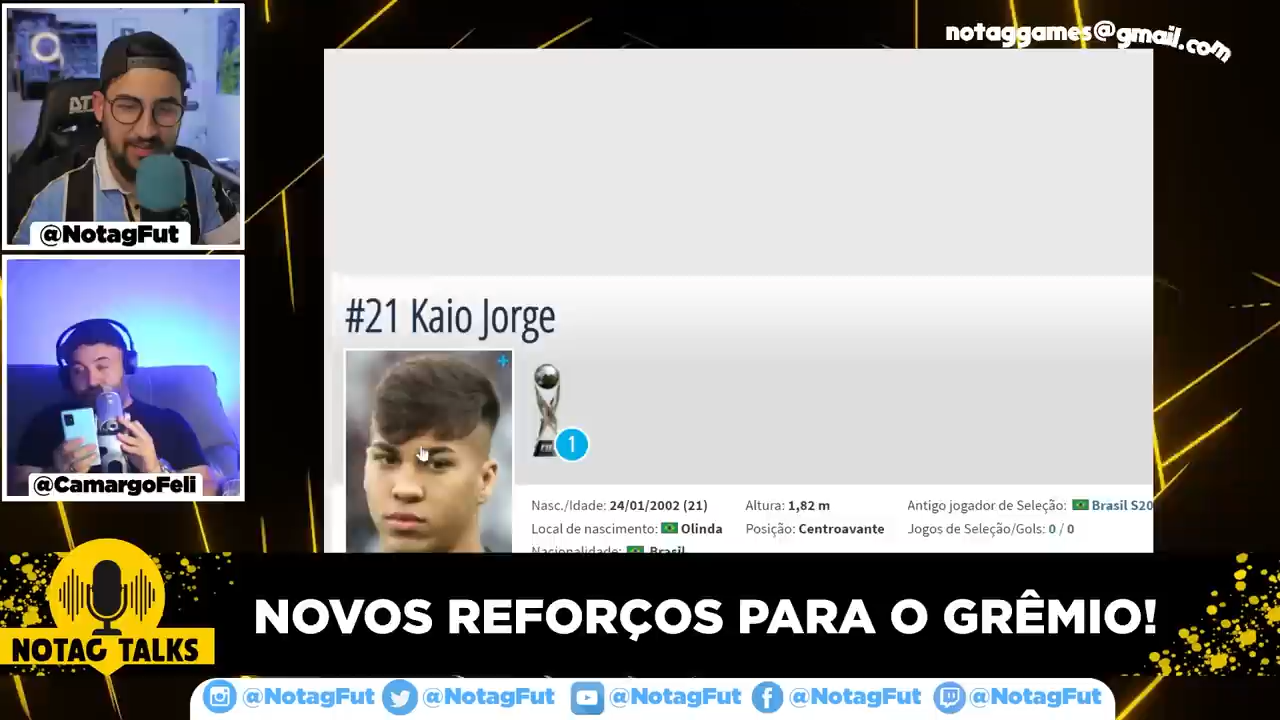 notaggames@gmail.com
@NotagFut
@CamargoFeli
#21 Kaio Jorge
1
Nasc./Idade: 24/01/2002 (21)
Altura: 1,82 m
Antigo jogador de Seleção: Brasil S20
Local de nascimento: Olinda
Posição: Centroavante
Jogos de Seleção/Gols: 0 / 0
Nacionalidade: Brasil
NOVOS REFORÇOS PARA O GRÊMIO!
NOTAG TALKS
@NotagFut @NotagFut @NotagFut @NotagFut @NotagFut